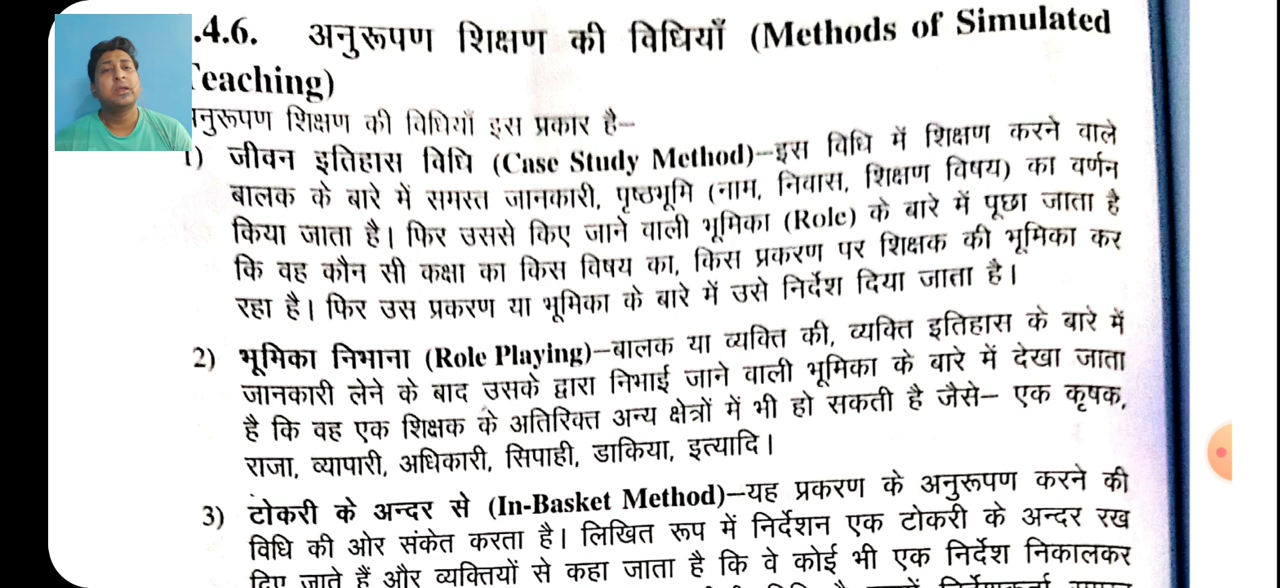 .4.6. अनुरूपण शिक्षण की विधियाँ (Methods of Simulated
eaching)
नुरूपण शिक्षण की विधियाँ इस प्रकार है–
1) जीवन इतिहास विधि (Case Study Method)–इस विधि में शिक्षण करने वाले
बालक के बारे में समस्त जानकारी, पृष्ठभूमि (नाम, निवास, शिक्षण विषय) का वर्णन
किया जाता है। फिर उससे किए जाने वाली भूमिका (Role) के बारे में पूछा जाता है
कि वह कौन सी कक्षा का किस विषय का, किस प्रकरण पर शिक्षक की भूमिका कर
रहा है। फिर उस प्रकरण या भूमिका के बारे में उसे निर्देश दिया जाता है।
2) भूमिका निभाना (Role Playing)–बालक या व्यक्ति की, व्यक्ति इतिहास के बारे में
जानकारी लेने के बाद उसके द्वारा निभाई जाने वाली भूमिका के बारे में देखा जाता
है कि वह एक शिक्षक के अतिरिक्त अन्य क्षेत्रों में भी हो सकती है जैसे– एक कृषक,
राजा, व्यापारी, अधिकारी, सिपाही, डाकिया, इत्यादि।
3) टोकरी के अन्दर से (In-Basket Method)–यह प्रकरण के अनुरूपण करने की
विधि की ओर संकेत करता है। लिखित रूप में निर्देशन एक टोकरी के अन्दर रख
दिए जाते हैं और व्यक्तियों से कहा जाता है कि वे कोई भी एक निर्देश निकालकर